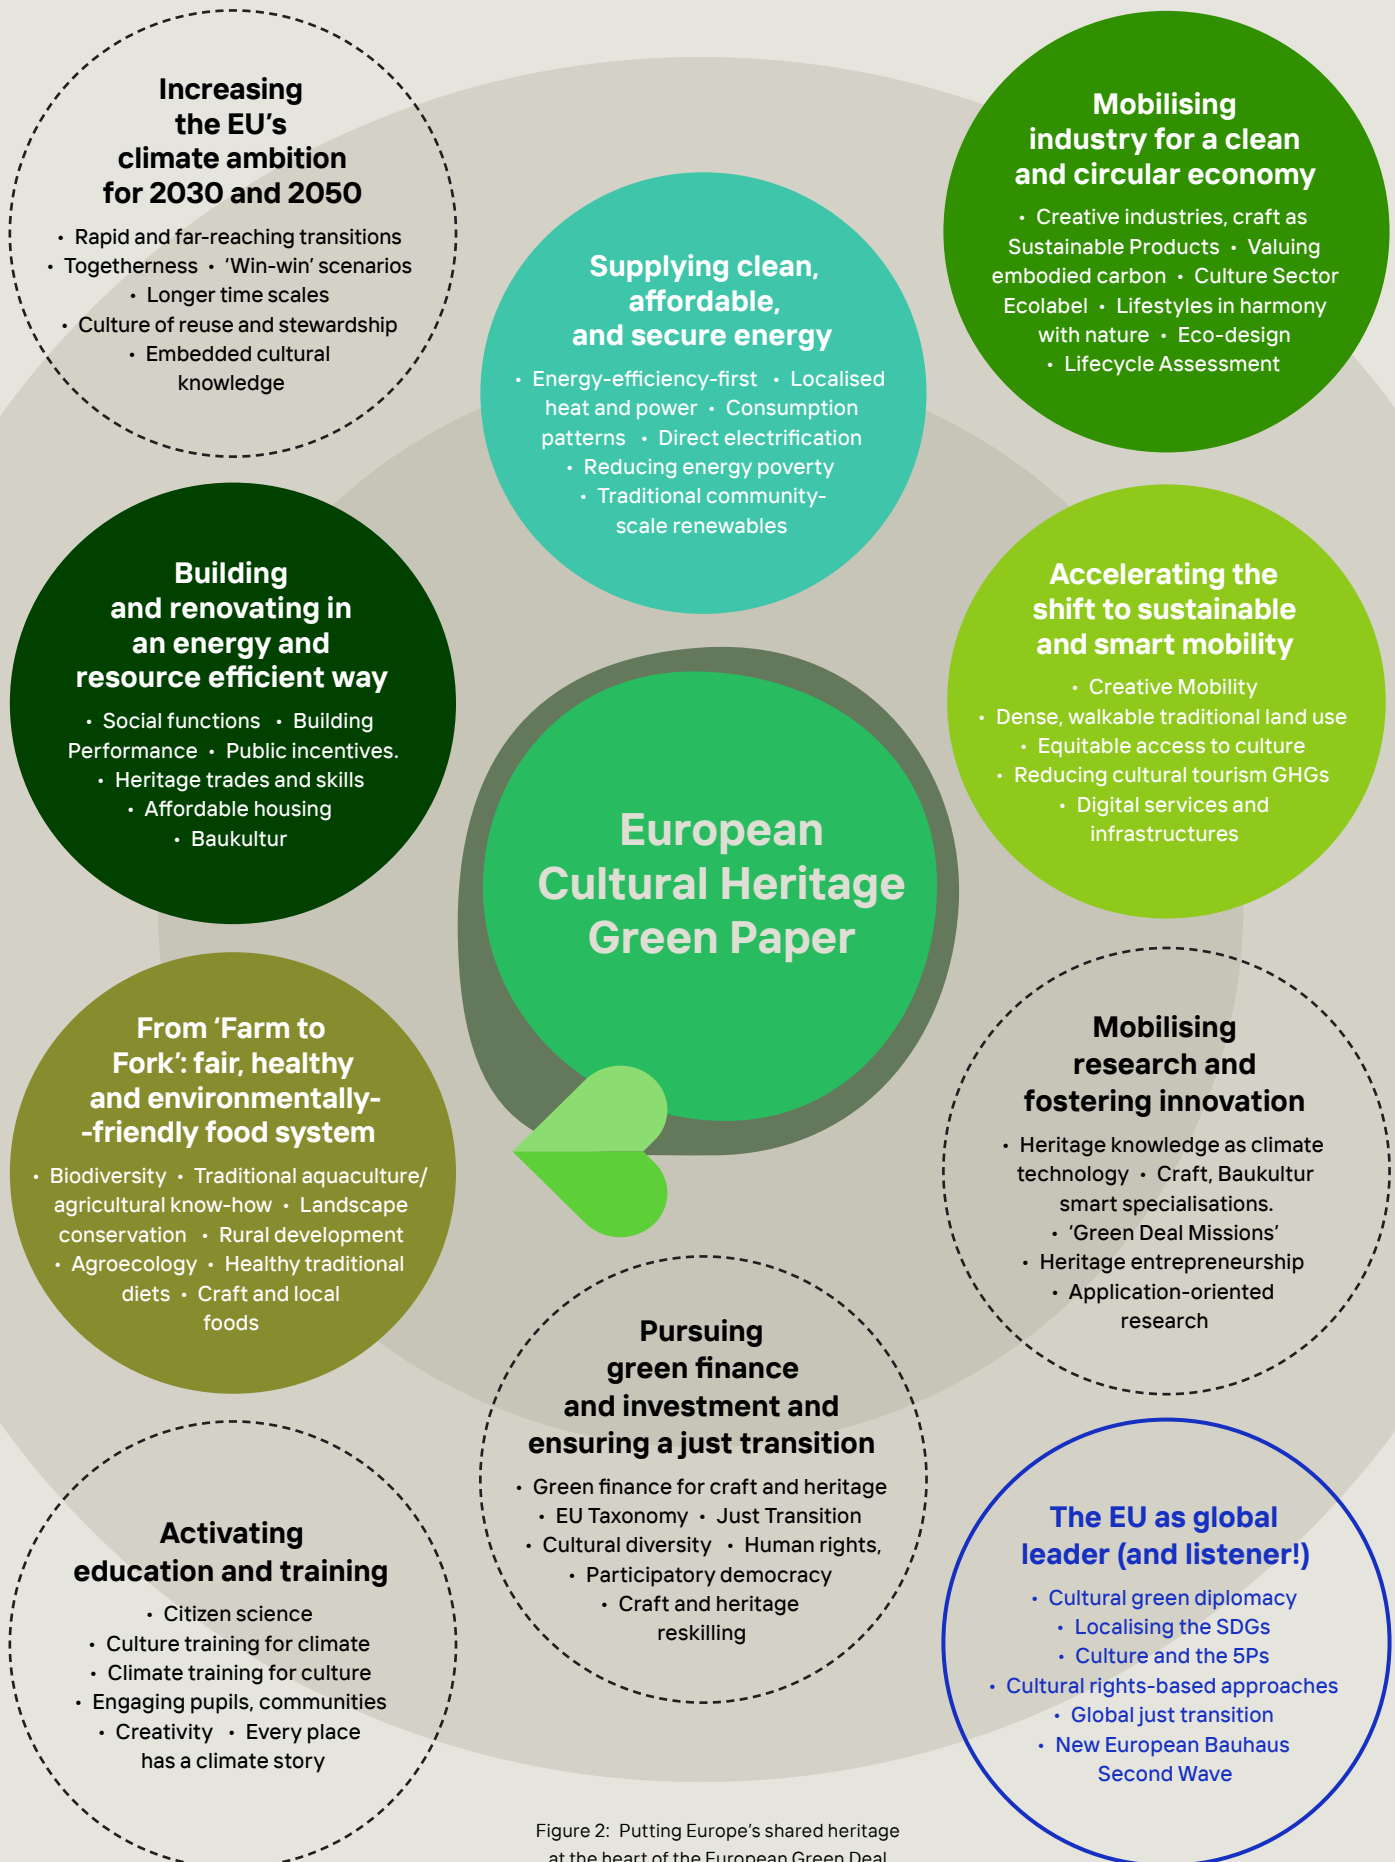 Increasing
the EU's
climate ambition
for 2030 and 2050
• Rapid and far-reaching transitions
• Togetherness • ‘Win-win’ scenarios
• Longer time scales
• Culture of reuse and stewardship
• Embedded cultural
knowledge
Supplying clean,
affordable,
and secure energy
• Energy-efficiency-first • Localised
heat and power • Consumption
patterns • Direct electrification
• Reducing energy poverty
• Traditional community-
scale renewables
Mobilising
industry for a clean
and circular economy
• Creative industries, craft as
Sustainable Products • Valuing
embodied carbon • Culture Sector
Ecolabel • Lifestyles in harmony
with nature • Eco-design
• Lifecycle Assessment
Building
and renovating in
an energy and
resource efficient way
• Social functions • Building
Performance • Public incentives.
• Heritage trades and skills
• Affordable housing
• Baukultur
Accelerating the
shift to sustainable
and smart mobility
• Creative Mobility
• Dense, walkable traditional land use
• Equitable access to culture
• Reducing cultural tourism GHGs
• Digital services and
infrastructures
European
Cultural Heritage
Green Paper
From ‘Farm to
Fork’: fair, healthy
and environmentally-
-friendly food system
• Biodiversity • Traditional aquaculture/
agricultural know-how • Landscape
conservation • Rural development
• Agroecology • Healthy traditional
diets • Craft and local
foods
Mobilising
research and
fostering innovation
• Heritage knowledge as climate
technology • Craft, Baukultur
smart specialisations.
• ‘Green Deal Missions’
• Heritage entrepreneurship
• Application-oriented
research
Pursuing
green finance
and investment and
ensuring a just transition
• Green finance for craft and heritage
• EU Taxonomy • Just Transition
• Cultural diversity • Human rights,
• Participatory democracy
• Craft and heritage
reskilling
Activating
education and training
• Citizen science
• Culture training for climate
• Climate training for culture
• Engaging pupils, communities
• Creativity • Every place
has a climate story
The EU as global
leader (and listener!)
• Cultural green diplomacy
• Localising the SDGs
• Culture and the 5Ps
• Cultural rights-based approaches
• Global just transition
• New European Bauhaus
Second Wave
Figure 2: Putting Europe's shared heritage
at the heart of the European Green Deal